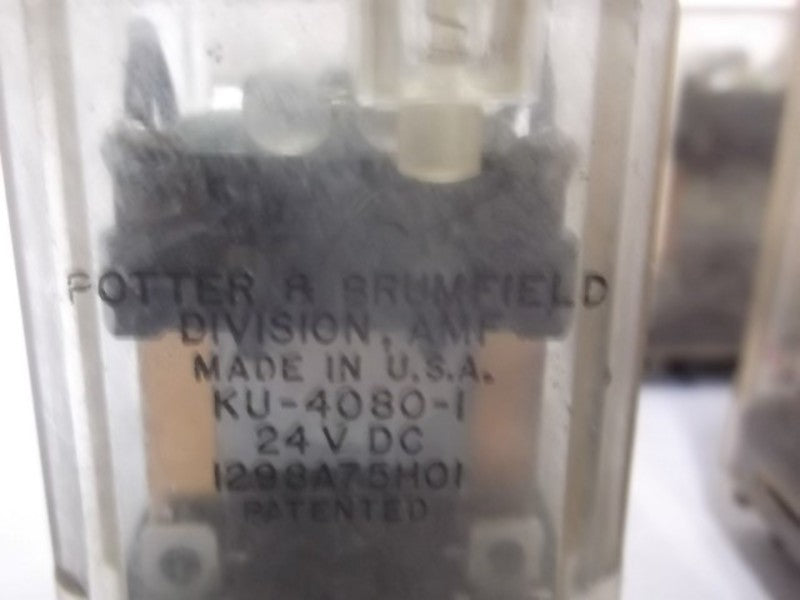 POTTER & BRUMFIELD
DIVISION, AMF
MADE IN U.S.A.
KU-4080-1
24 V DC
1298A75H01
PATENTED